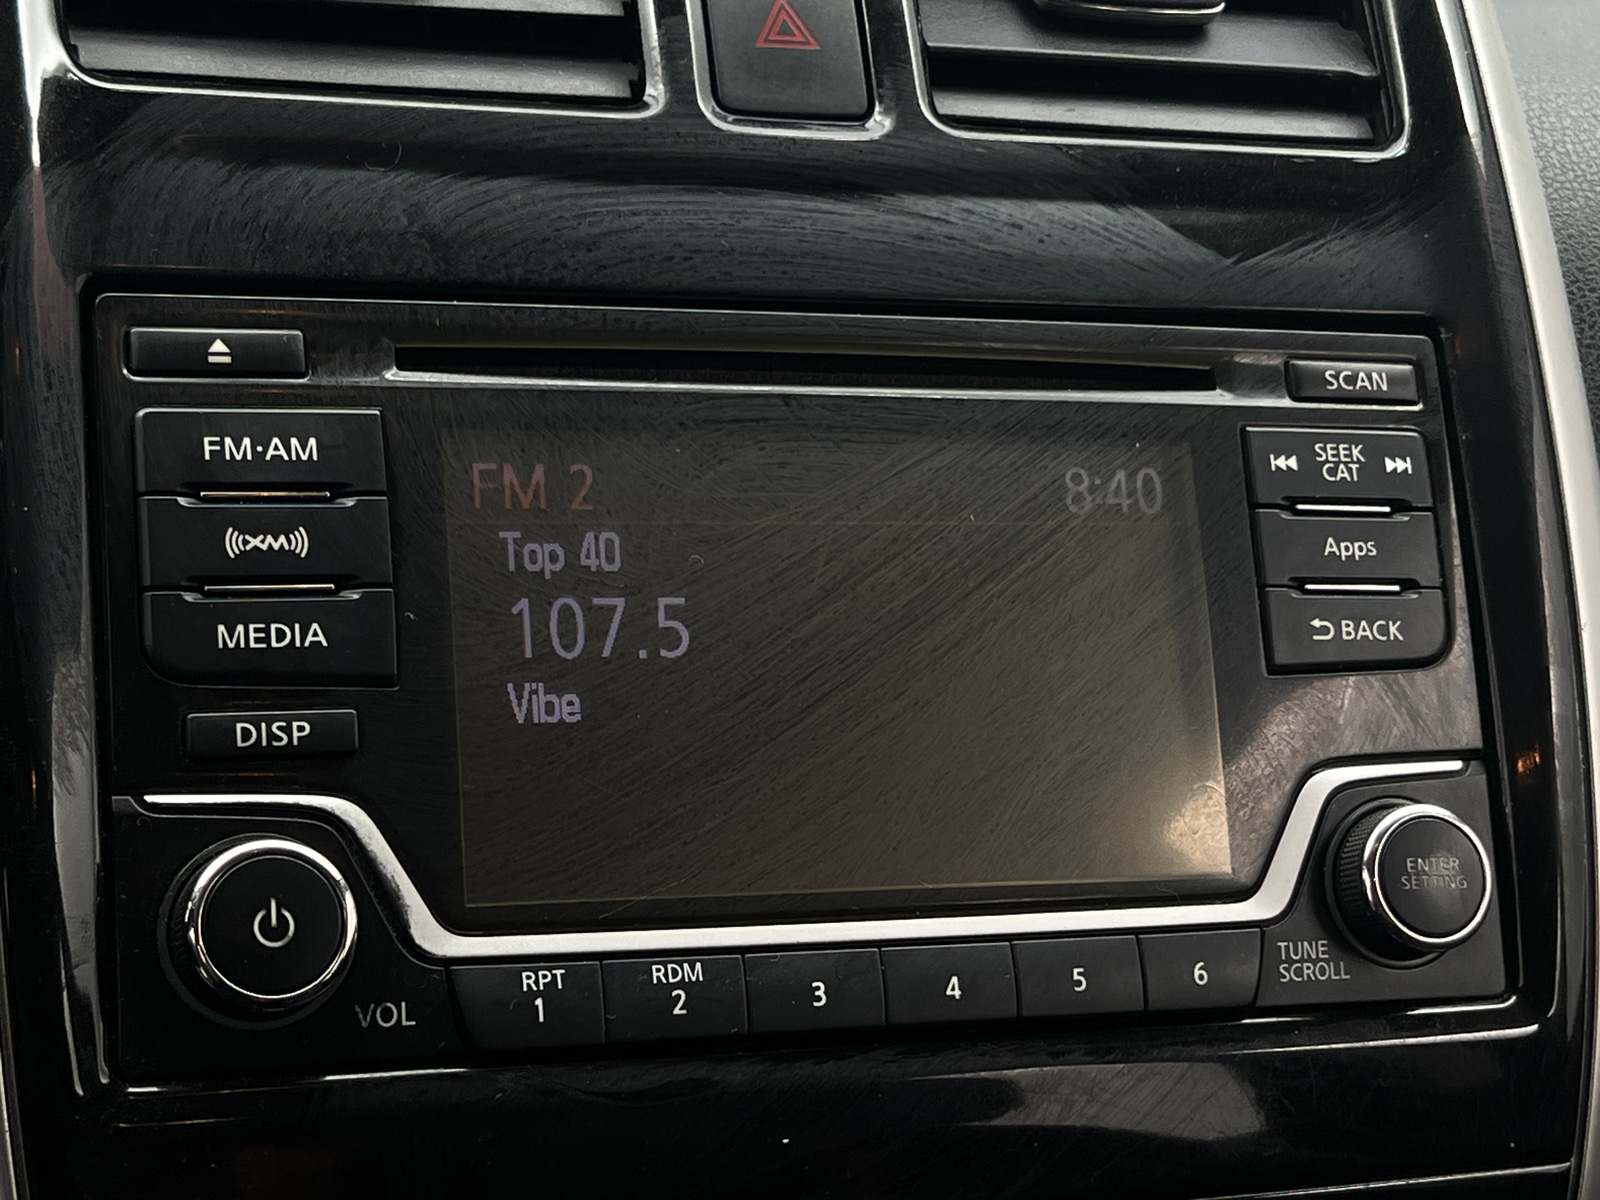 SCAN
FM·AM
SEEK
CAT
XM
Apps
MEDIA
BACK
DISP
FM 2
8:40
Top 40
107.5
Vibe
ENTER
SETTING
TUNE
SCROLL
VOL
RPT
1
RDM
2
3
4
5
6